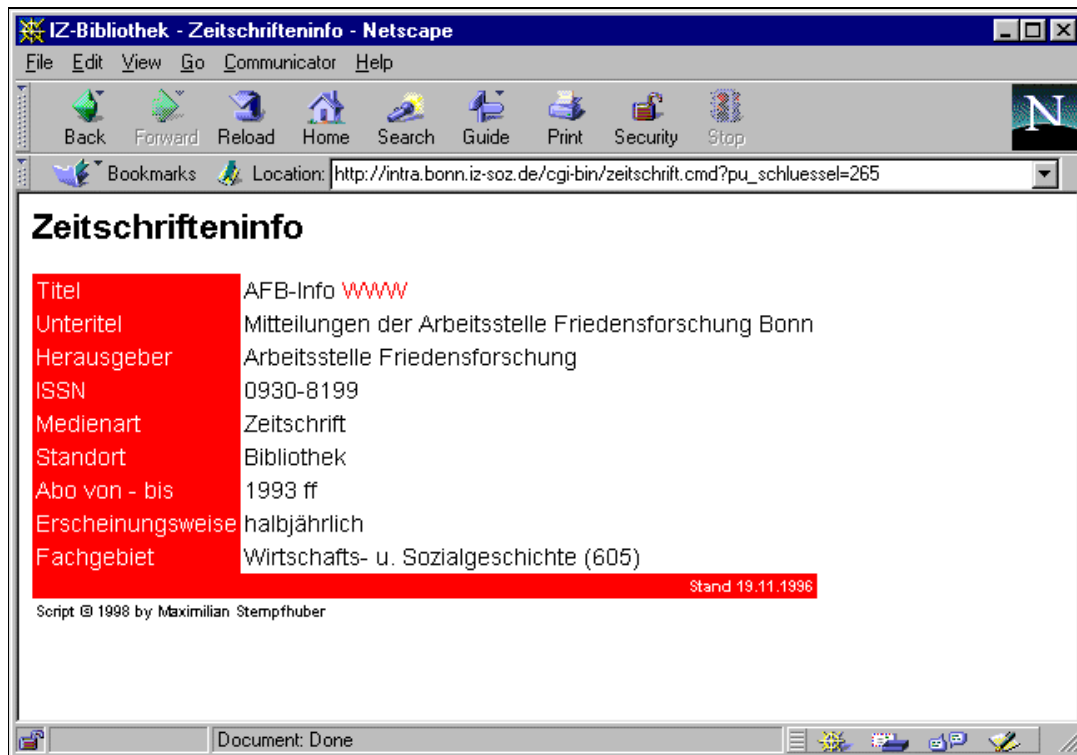 IZ-Bibliothek - Zeitschrifteninfo - Netscape
File Edit View Go Communicator Help
Back Forward Reload Home Search Guide Print Security Stop
N
Bookmarks Location: http://intra.bonn.iz-soz.de/cgi-bin/zeitschrift.cmd?pu_schluessel=265
Zeitschrifteninfo
Titel AFB-Info WWW
Unteritel Mitteilungen der Arbeitsstelle Friedensforschung Bonn
Herausgeber Arbeitsstelle Friedensforschung
ISSN 0930-8199
Medienart Zeitschrift
Standort Bibliothek
Abo von - bis 1993 ff
Erscheinungsweise halbjährlich
Fachgebiet Wirtschafts- u. Sozialgeschichte (605)
Stand 19.11.1996
Script © 1998 by Maximilian Stempfhuber
Document: Done